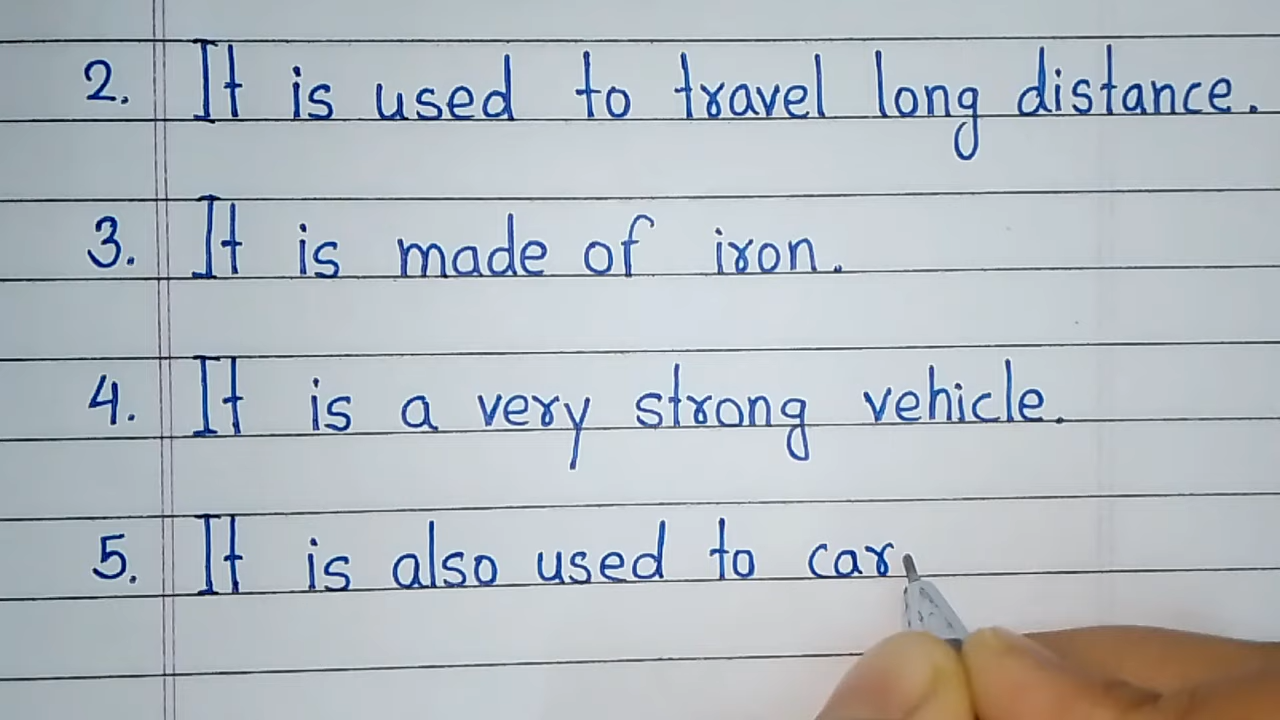 2. It is used to travel long distance.
3. It is made of iron.
4. It is a very strong vehicle.
5. It is also used to car